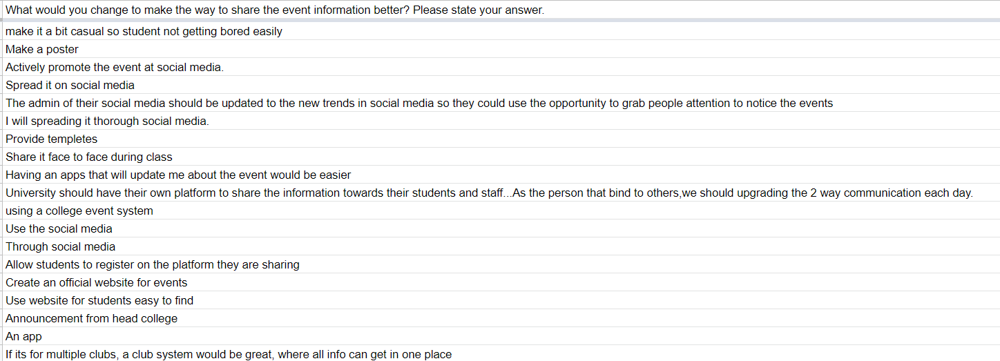 What would you change to make the way to share the event information better? Please state your answer.
make it a bit casual so student not getting bored easily
Make a poster
Actively promote the event at social media.
Spread it on social media
The admin of their social media should be updated to the new trends in social media so they could use the opportunity to grab people attention to notice the events
I will spreading it thorough social media.
Provide templetes
Share it face to face during class
Having an apps that will update me about the event would be easier
University should have their own platform to share the information towards their students and staff...As the person that bind to others,we should upgrading the 2 way communication each day.
using a college event system
Use the social media
Through social media
Allow students to register on the platform they are sharing
Create an official website for events
Use website for students easy to find
Announcement from head college
An app
If its for multiple clubs, a club system would be great, where all info can get in one place